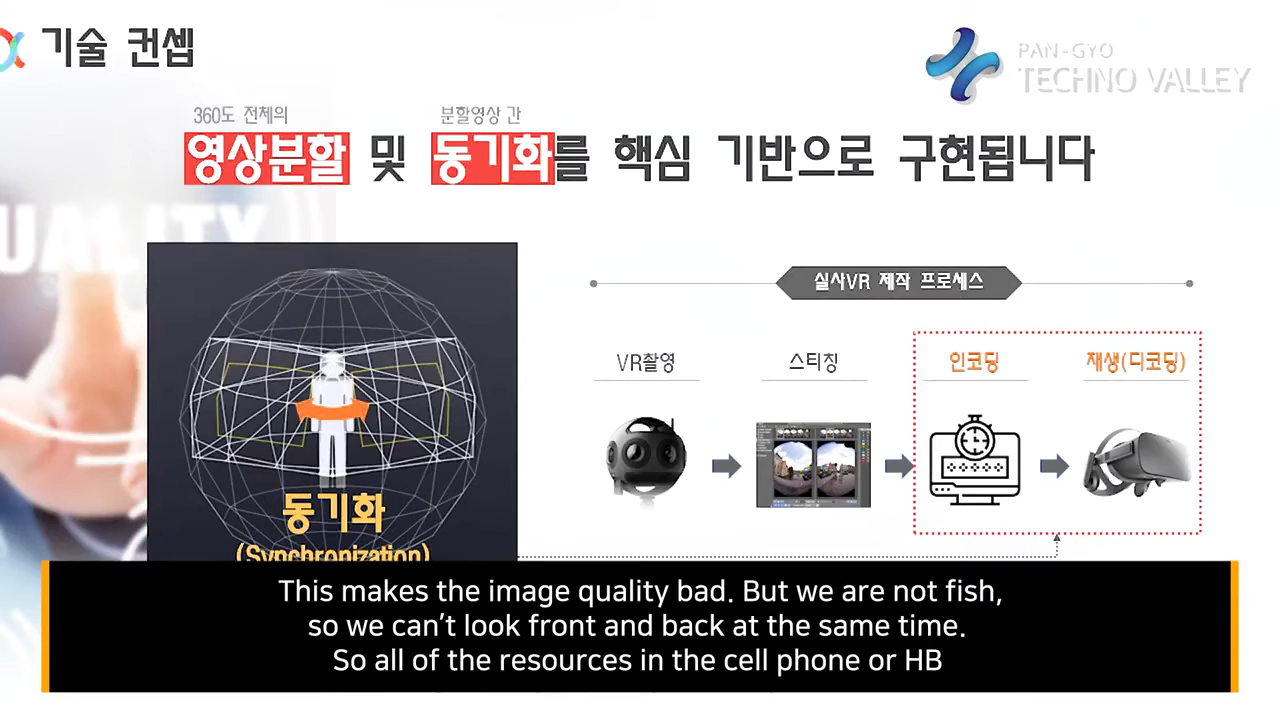 기술 컨셉
PAN-GYO
TECHNO VALLEY
360도 전체의
분할영상 간
영상분할 및 동기화를 핵심 기반으로 구현됩니다
UALITY
실사VR 제작 프로세스
VR촬영
스티칭
인코딩
재생(디코딩)
동기화
(Synchronization)
This makes the image quality bad. But we are not fish,
so we can't look front and back at the same time.
So all of the resources in the cell phone or HB